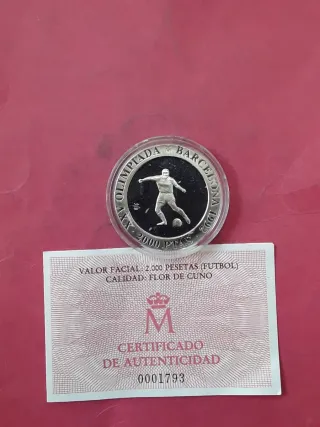 XXV OLIMPIADA BARCELONA 1992
2000 PTAS
VALOR FACIAL: 2.000 PESETAS (FUTBOL)
CALIDAD: FLOR DE CUNO
M
CERTIFICADO
DE AUTENTICIDAD
0001793